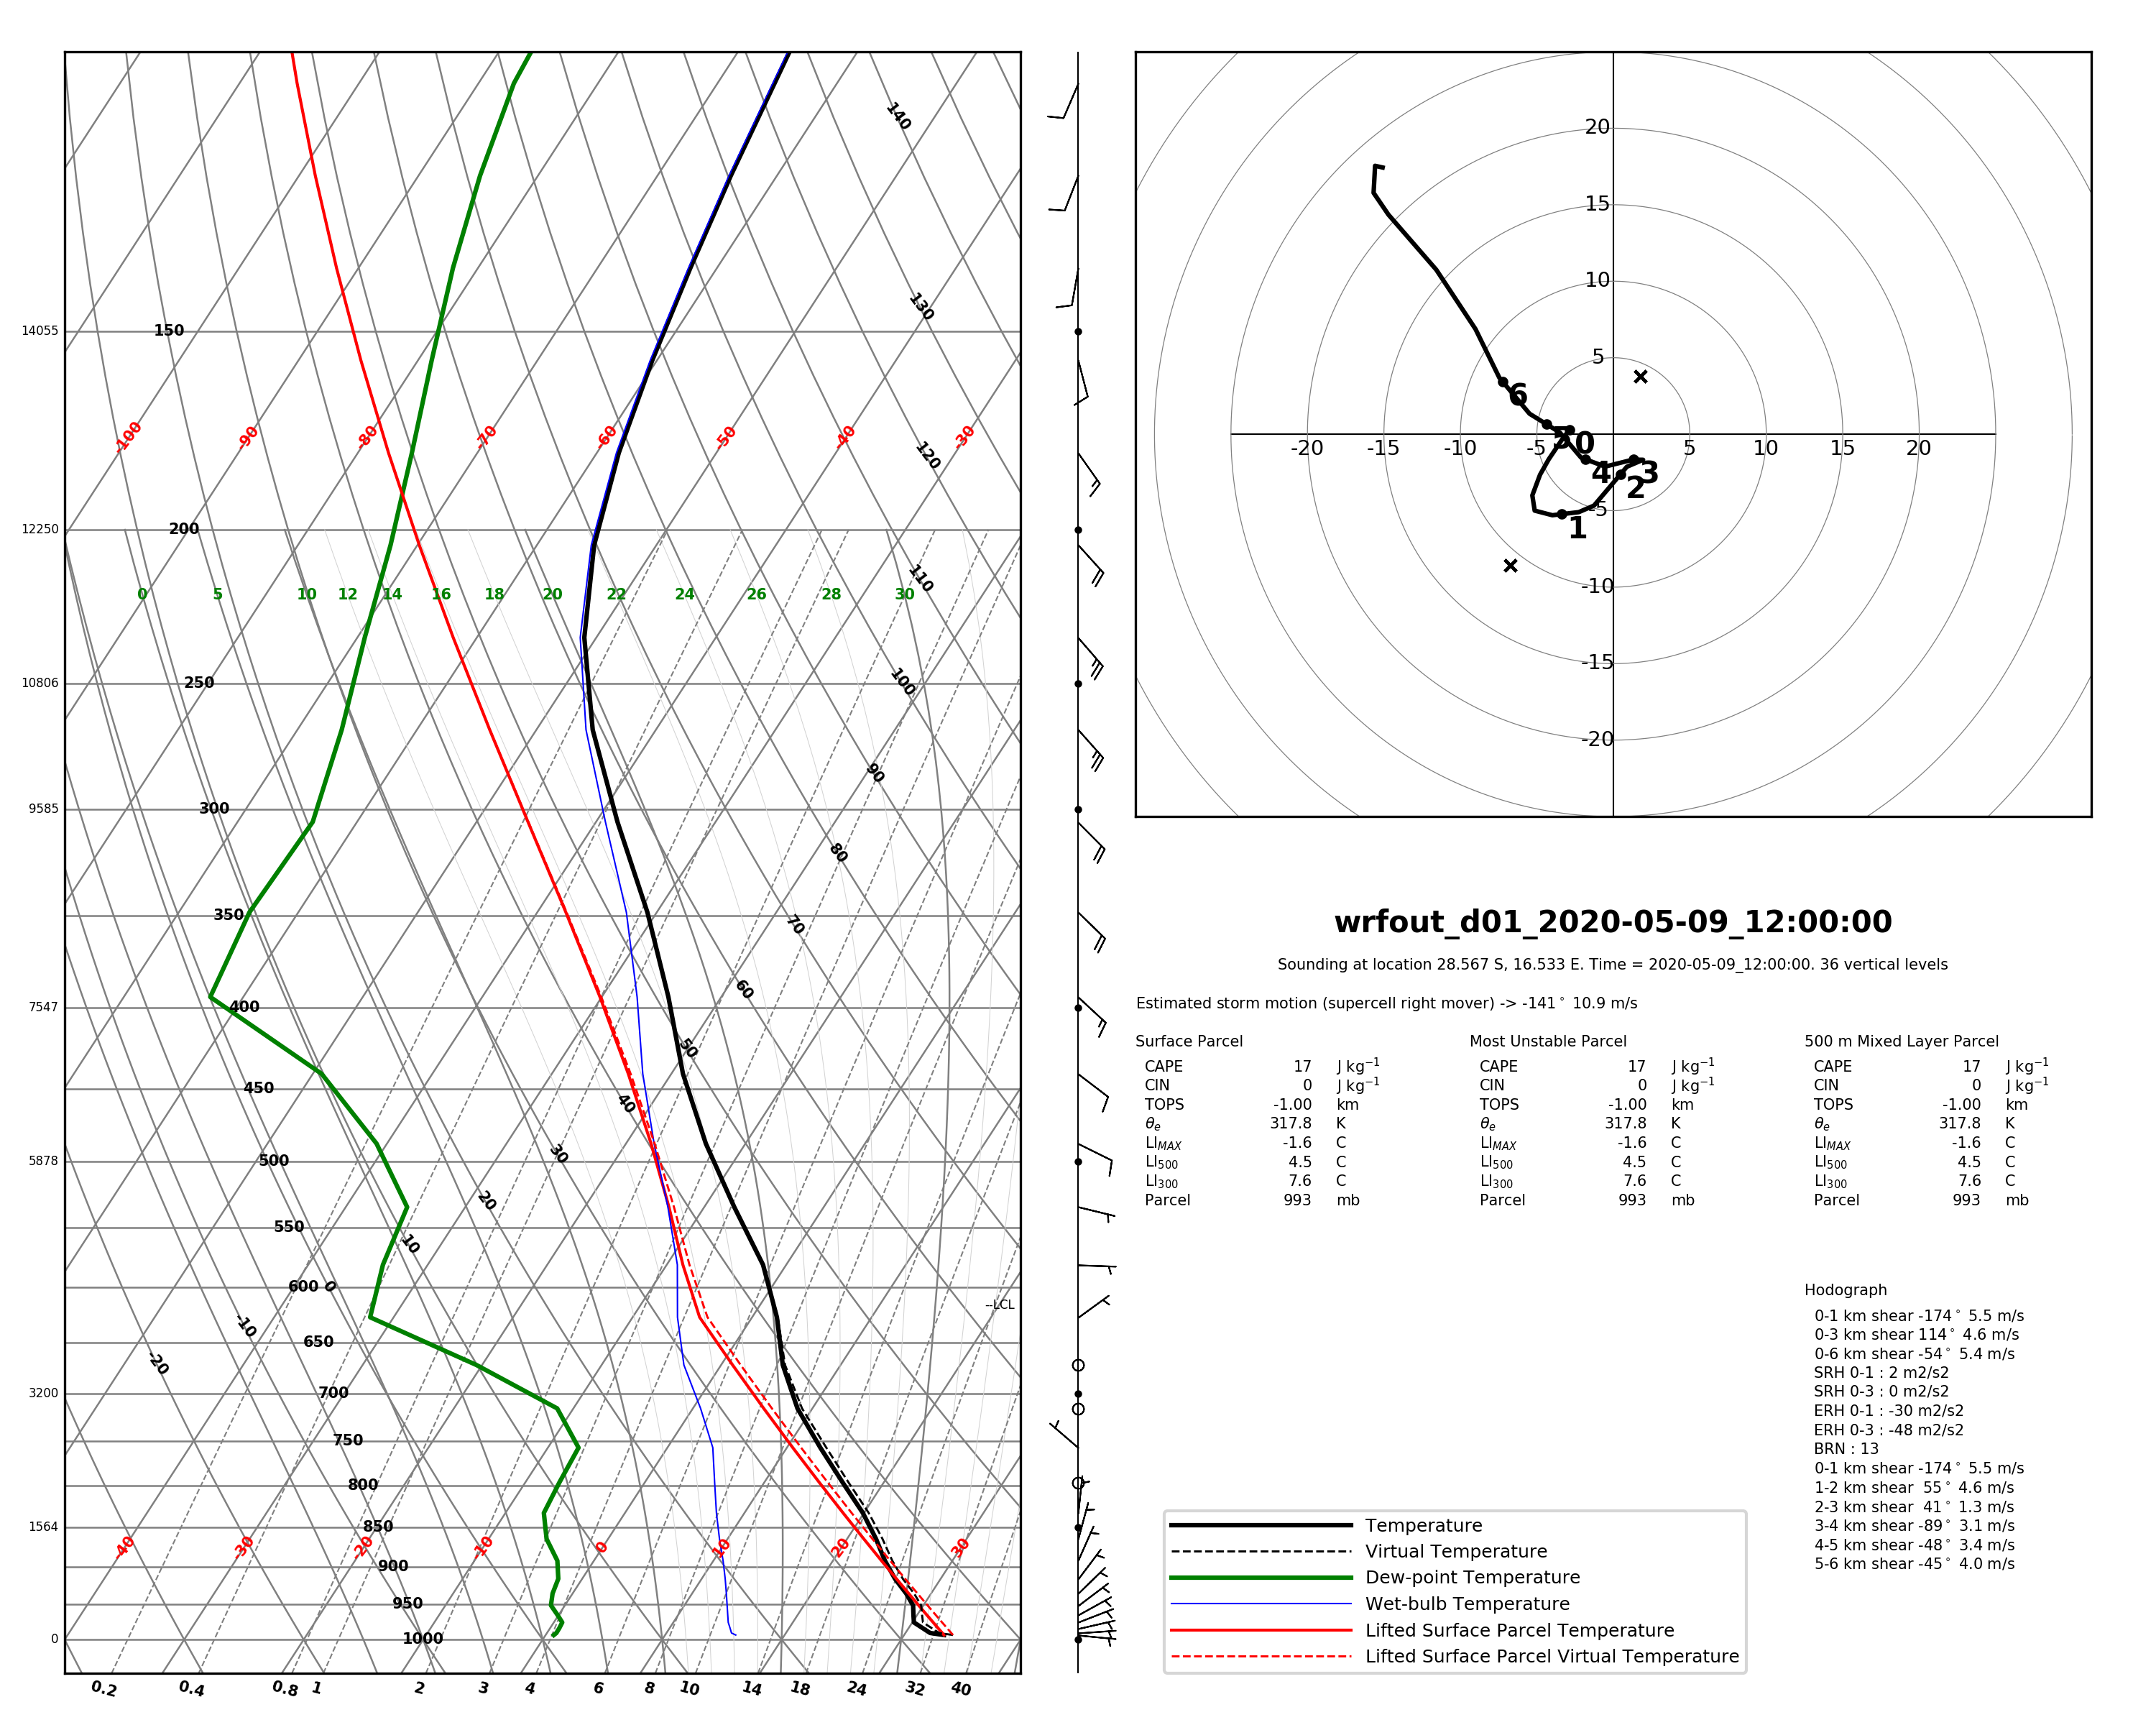 140
130
14055 150
-100 -90 -80 -70 -60 -50 -40 -30
120
12250 200
110
0 5 10 12 14 16 18 20 22 24 26 28 30
100
10806 250
90
9585 300
80
350
70
60
7547 400
50
450
40
5878 500
30
20
550
10
600 0
--LCL
-10
650
-20
3200 700
750
800
1564 850
-40 -30 -20 -10 0 10 20 30
900
950
0 1000
0.2 0.4 0.8 1 2 3 4 6 8 10 14 18 24 32 40
20
15
10
5
-20 -15 -10 -5 5 10 15 20
-5
-10
-15
-20
6
0
4
3
2
1
wrfout_d01_2020-05-09_12:00:00
Sounding at location 28.567 S, 16.533 E. Time = 2020-05-09_12:00:00. 36 vertical levels
Estimated storm motion (supercell right mover) -> -141° 10.9 m/s
Surface Parcel Most Unstable Parcel 500 m Mixed Layer Parcel
CAPE 17 J kg⁻¹ CAPE 17 J kg⁻¹ CAPE 17 J kg⁻¹
CIN 0 J kg⁻¹ CIN 0 J kg⁻¹ CIN 0 J kg⁻¹
TOPS -1.00 km TOPS -1.00 km TOPS -1.00 km
θe 317.8 K θe 317.8 K θe 317.8 K
LIMAX -1.6 C LIMAX -1.6 C LIMAX -1.6 C
LI500 4.5 C LI500 4.5 C LI500 4.5 C
LI300 7.6 C LI300 7.6 C LI300 7.6 C
Parcel 993 mb Parcel 993 mb Parcel 993 mb
Hodograph
0-1 km shear -174° 5.5 m/s
0-3 km shear 114° 4.6 m/s
0-6 km shear -54° 5.4 m/s
SRH 0-1 : 2 m2/s2
SRH 0-3 : 0 m2/s2
ERH 0-1 : -30 m2/s2
ERH 0-3 : -48 m2/s2
BRN : 13
0-1 km shear -174° 5.5 m/s
1-2 km shear 55° 4.6 m/s
2-3 km shear 41° 1.3 m/s
3-4 km shear -89° 3.1 m/s
4-5 km shear -48° 3.4 m/s
5-6 km shear -45° 4.0 m/s
Temperature
Virtual Temperature
Dew-point Temperature
Wet-bulb Temperature
Lifted Surface Parcel Temperature
Lifted Surface Parcel Virtual Temperature